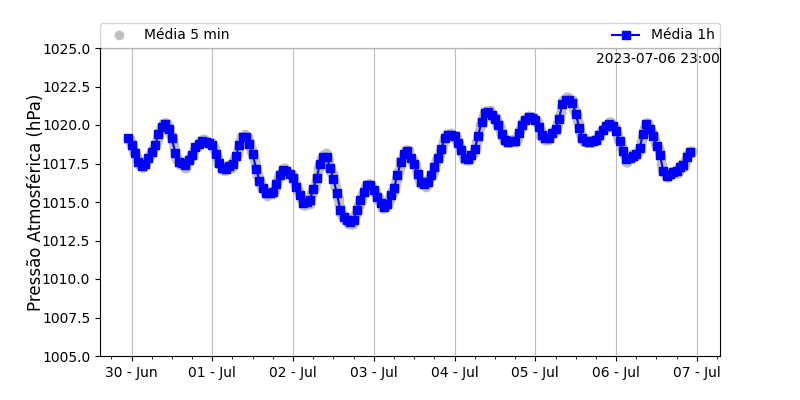 Média 5 min
Média 1h
2023-07-06 23:00
Pressão Atmosférica (hPa)
1025.0
1022.5
1020.0
1017.5
1015.0
1012.5
1010.0
1007.5
1005.0
30 - Jun
01 - Jul
02 - Jul
03 - Jul
04 - Jul
05 - Jul
06 - Jul
07 - Jul